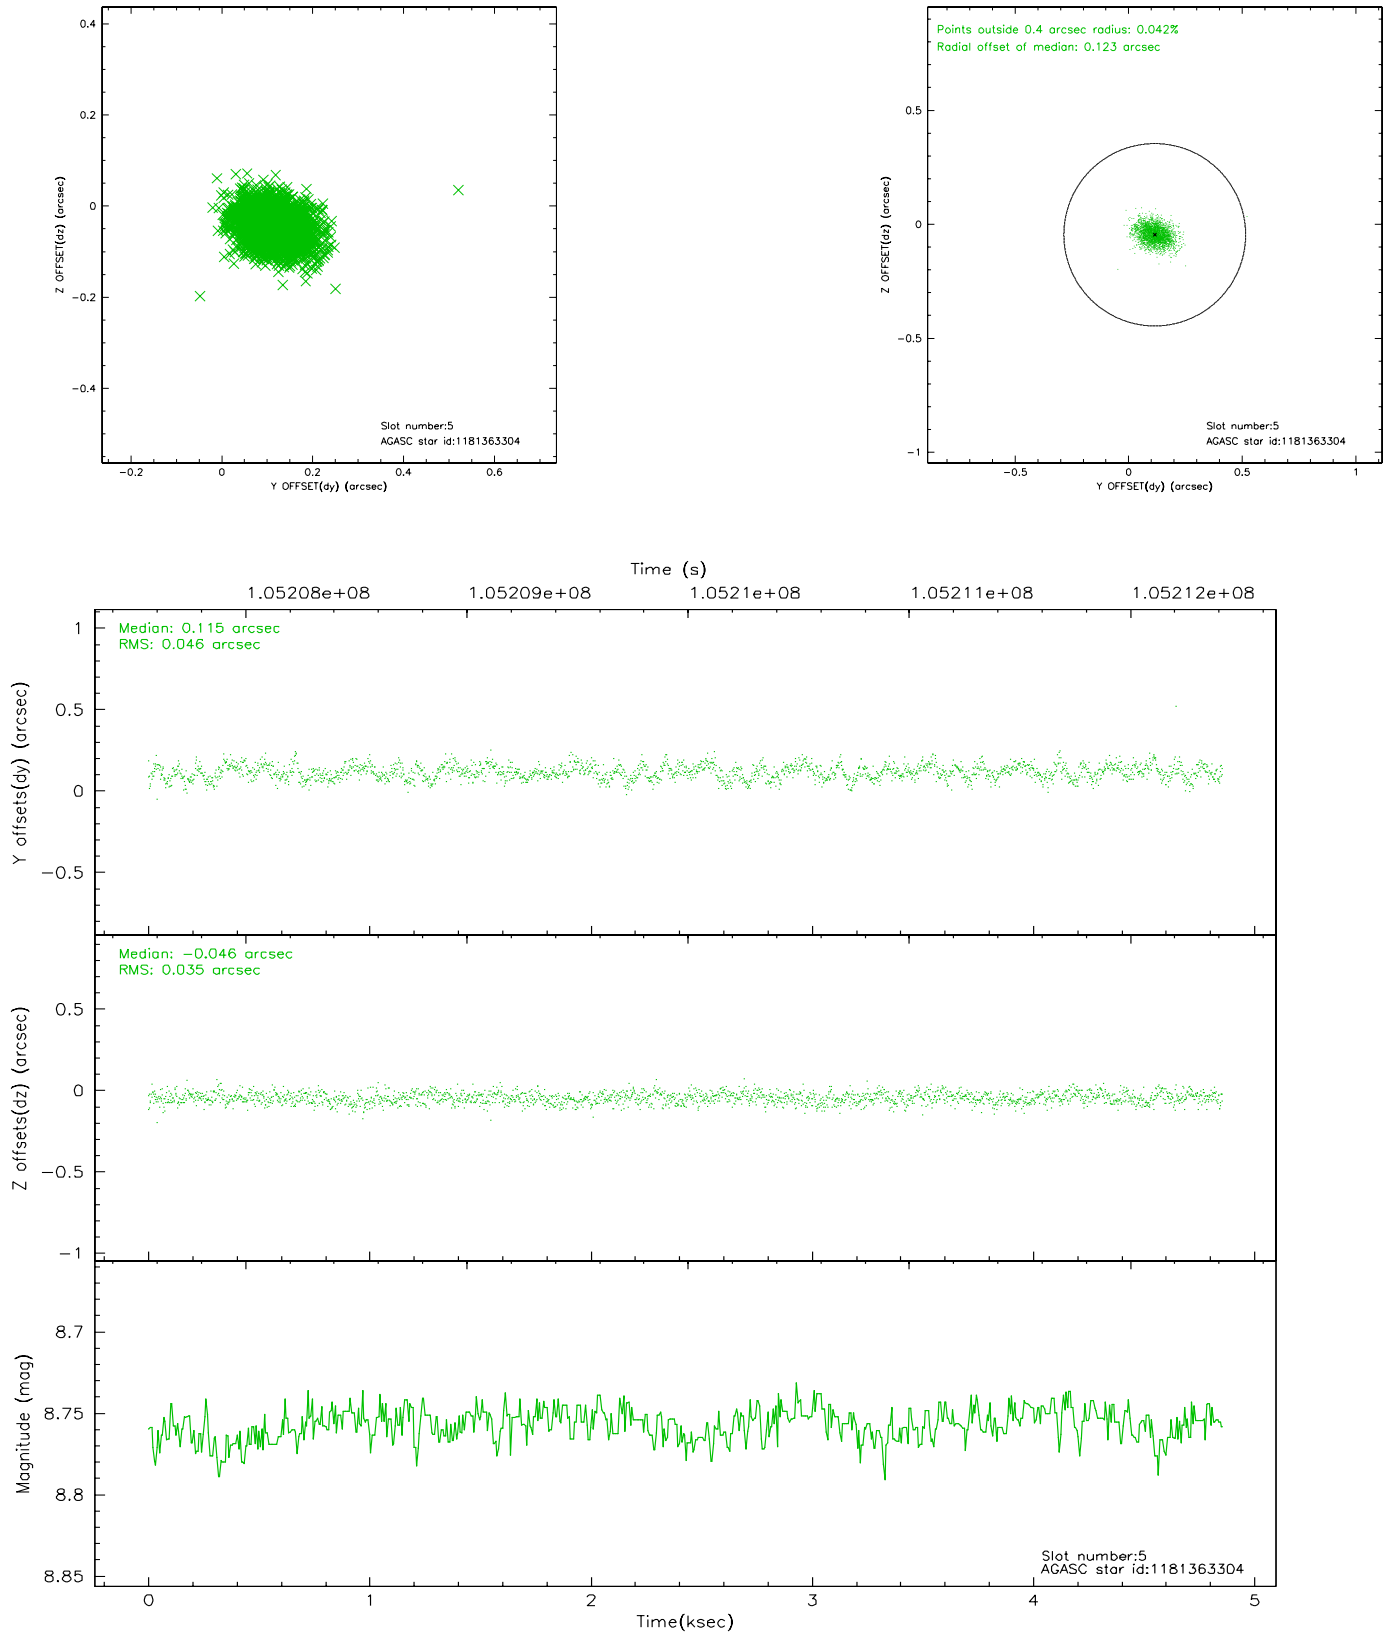 0.4
0.2
0
−0.2
−0.4
Z OFFSET(dz) (arcsec)
Slot number:5
AGASC star id:1181363304
−0.2 0 0.2 0.4 0.6
Y OFFSET(dy) (arcsec)
Points outside 0.4 arcsec radius: 0.042%
Radial offset of median: 0.123 arcsec
0.5
0
−0.5
−1
Z OFFSET(dz) (arcsec)
Slot number:5
AGASC star id:1181363304
−0.5 0 0.5 1
Y OFFSET(dy) (arcsec)
Time (s)
1.05208e+08 1.05209e+08 1.0521e+08 1.05211e+08 1.05212e+08
Median: 0.115 arcsec
RMS: 0.046 arcsec
1
0.5
0
−0.5
Y offsets(dy) (arcsec)
Median: −0.046 arcsec
RMS: 0.035 arcsec
0.5
0
−0.5
−1
Z offsets(dz) (arcsec)
8.7
8.75
8.8
8.85
Magnitude (mag)
Slot number:5
AGASC star id:1181363304
0 1 2 3 4 5
Time(ksec)